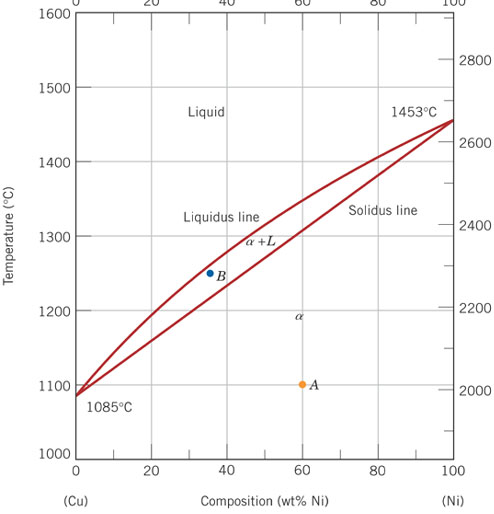 0 20 40 60 80 100
1600
2800
1500
Liquid
1453°C
2600
1400
Liquidus line
Solidus line
2400
Temperature (°C)
1300
α + L
B
1200
α
2200
1100
A
2000
1085°C
1000
0 20 40 60 80 100
(Cu) Composition (wt% Ni) (Ni)